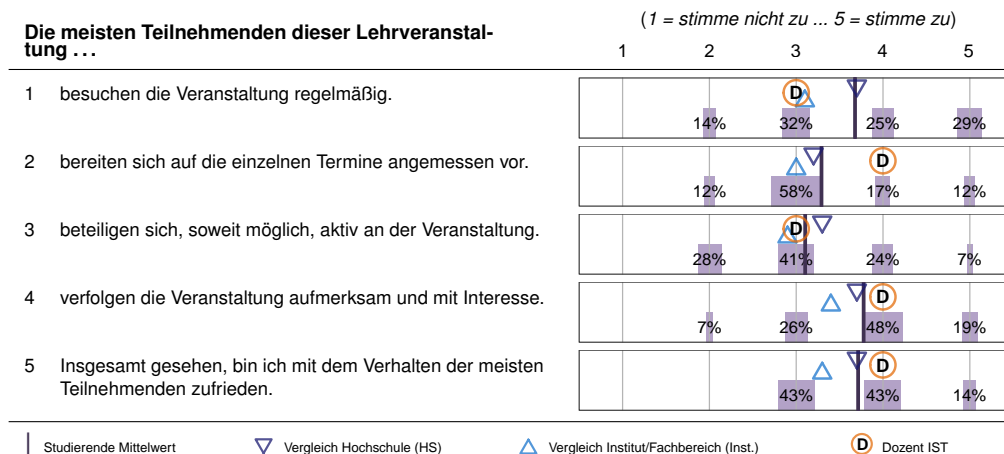 (1 = stimme nicht zu ... 5 = stimme zu)
Die meisten Teilnehmenden dieser Lehrveranstal-
tung . . .
1 2 3 4 5
1 besuchen die Veranstaltung regelmäßig.
D
14% 32% 25% 29%
2 bereiten sich auf die einzelnen Termine angemessen vor.
D
12% 58% 17% 12%
3 beteiligen sich, soweit möglich, aktiv an der Veranstaltung.
D
28% 41% 24% 7%
4 verfolgen die Veranstaltung aufmerksam und mit Interesse.
D
7% 26% 48% 19%
5 Insgesamt gesehen, bin ich mit dem Verhalten der meisten
Teilnehmenden zufrieden.
D
43% 43% 14%
Studierende Mittelwert Vergleich Hochschule (HS) Vergleich Institut/Fachbereich (Inst.) D Dozent IST